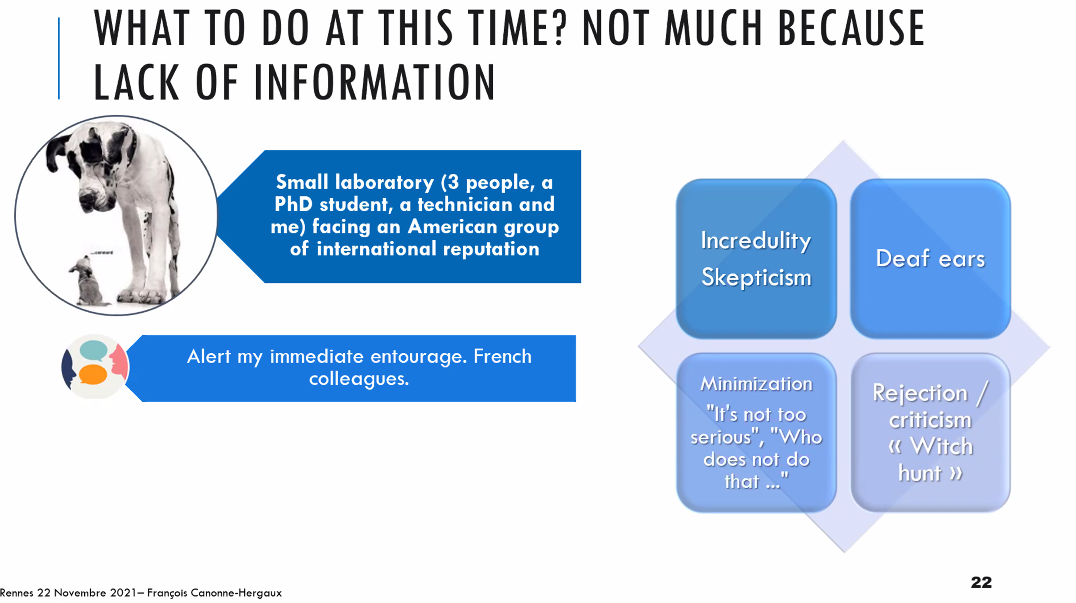 WHAT TO DO AT THIS TIME? NOT MUCH BECAUSE
LACK OF INFORMATION
Small laboratory (3 people, a
PhD student, a technician and
me) facing an American group
of international reputation
...coward
Alert my immediate entourage. French
colleagues.
Incredulity
Skepticism
Deaf ears
Minimization
"It's not too
serious", "Who
does not do
that ..."
Rejection /
criticism
« Witch
hunt »
Rennes 22 Novembre 2021– François Canonne-Hergaux
22